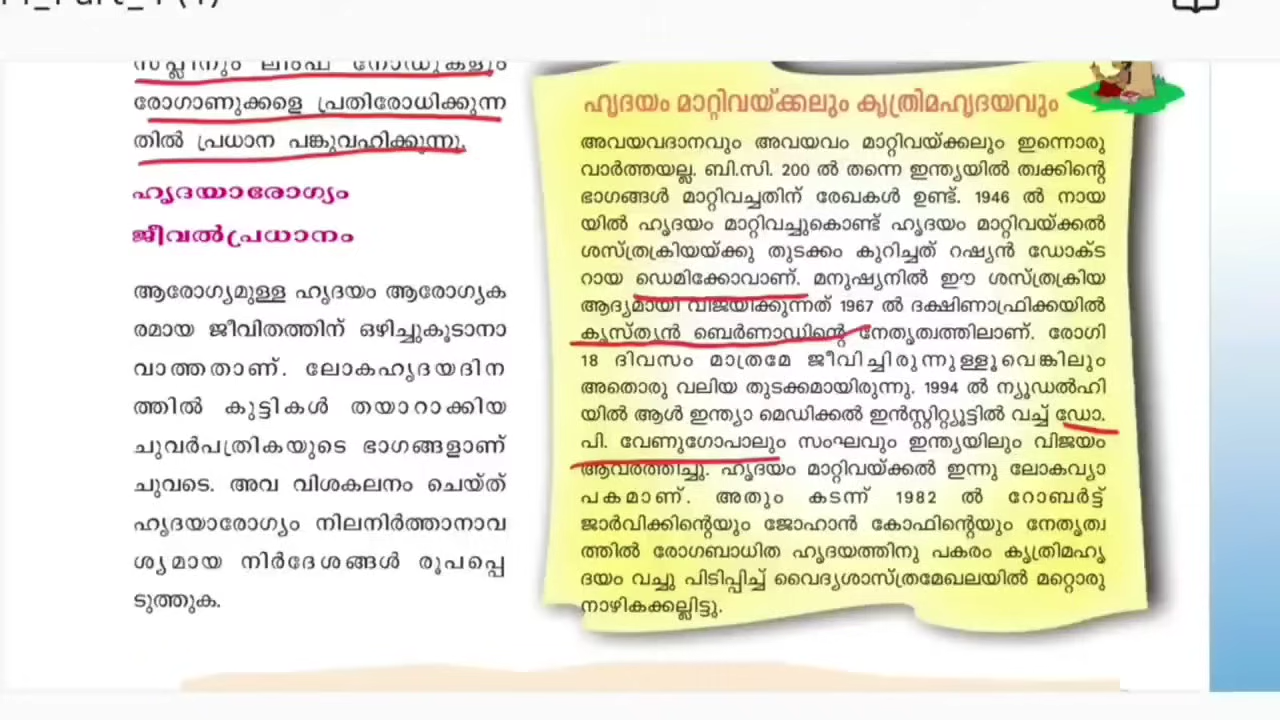 സപ്ലീനും ലിംഫ് നോഡുകളും
രോഗാണുക്കളെ പ്രതിരോധിക്കുന്ന
തിൽ പ്രധാന പങ്കുവഹിക്കുന്നു.
ഹൃദയാരോഗ്യം
ജീവൽപ്രധാനം
ആരോഗ്യമുള്ള ഹൃദയം ആരോഗ്യക
രമായ ജീവിതത്തിന് ഒഴിച്ചുകൂടാനാ
വാത്തതാണ്. ലോകഹൃദയദിന
ത്തിൽ കുട്ടികൾ തയാറാക്കിയ
ചുവർപത്രികയുടെ ഭാഗങ്ങളാണ്
ചുവടെ. അവ വിശകലനം ചെയ്ത്
ഹൃദയാരോഗ്യം നിലനിർത്താനാവ
ശ്യമായ നിർദേശങ്ങൾ രൂപപ്പെ
ടുത്തുക.
ഹൃദയം മാറ്റിവയ്ക്കലും കൃത്രിമഹൃദയവും
അവയവദാനവും അവയവം മാറ്റിവയ്ക്കലും ഇന്നൊരു
വാർത്തയല്ല. ബി.സി. 200 ൽ തന്നെ ഇന്ത്യയിൽ ത്വക്കിന്റെ
ഭാഗങ്ങൾ മാറ്റിവച്ചതിന് രേഖകൾ ഉണ്ട്. 1946 ൽ നായ
യിൽ ഹൃദയം മാറ്റിവച്ചുകൊണ്ട് ഹൃദയം മാറ്റിവയ്ക്കൽ
ശസ്ത്രക്രിയയ്ക്കു തുടക്കം കുറിച്ചത് റഷ്യൻ ഡോക്ട
റായ ഡെമിക്കോവാണ്. മനുഷ്യനിൽ ഈ ശസ്ത്രക്രിയ
ആദ്യമായി വിജയിക്കുന്നത് 1967 ൽ ദക്ഷിണാഫ്രിക്കയിൽ
കൃസ്ത്യൻ ബെർണാഡിന്റെ നേതൃത്വത്തിലാണ്. രോഗി
18 ദിവസം മാത്രമേ ജീവിച്ചിരുന്നുള്ളൂവെങ്കിലും
അതൊരു വലിയ തുടക്കമായിരുന്നു. 1994 ൽ ന്യൂഡൽഹി
യിൽ ആൾ ഇന്ത്യാ മെഡിക്കൽ ഇൻസ്റ്റിറ്റ്യൂട്ടിൽ വച്ച് ഡോ.
പി. വേണുഗോപാലും സംഘവും ഇന്ത്യയിലും വിജയം
ആവർത്തിച്ചു. ഹൃദയം മാറ്റിവയ്ക്കൽ ഇന്നു ലോകവ്യാ
പകമാണ്. അതും കടന്ന് 1982 ൽ റോബർട്ട്
ജാർവിക്കിന്റെയും ജോഹാൻ കോഫിന്റെയും നേതൃത്വ
ത്തിൽ രോഗബാധിത ഹൃദയത്തിനു പകരം കൃത്രിമഹൃ
ദയം വച്ചു പിടിപ്പിച്ച് വൈദ്യശാസ്ത്രമേഖലയിൽ മറ്റൊരു
നാഴികക്കല്ലിട്ടു.